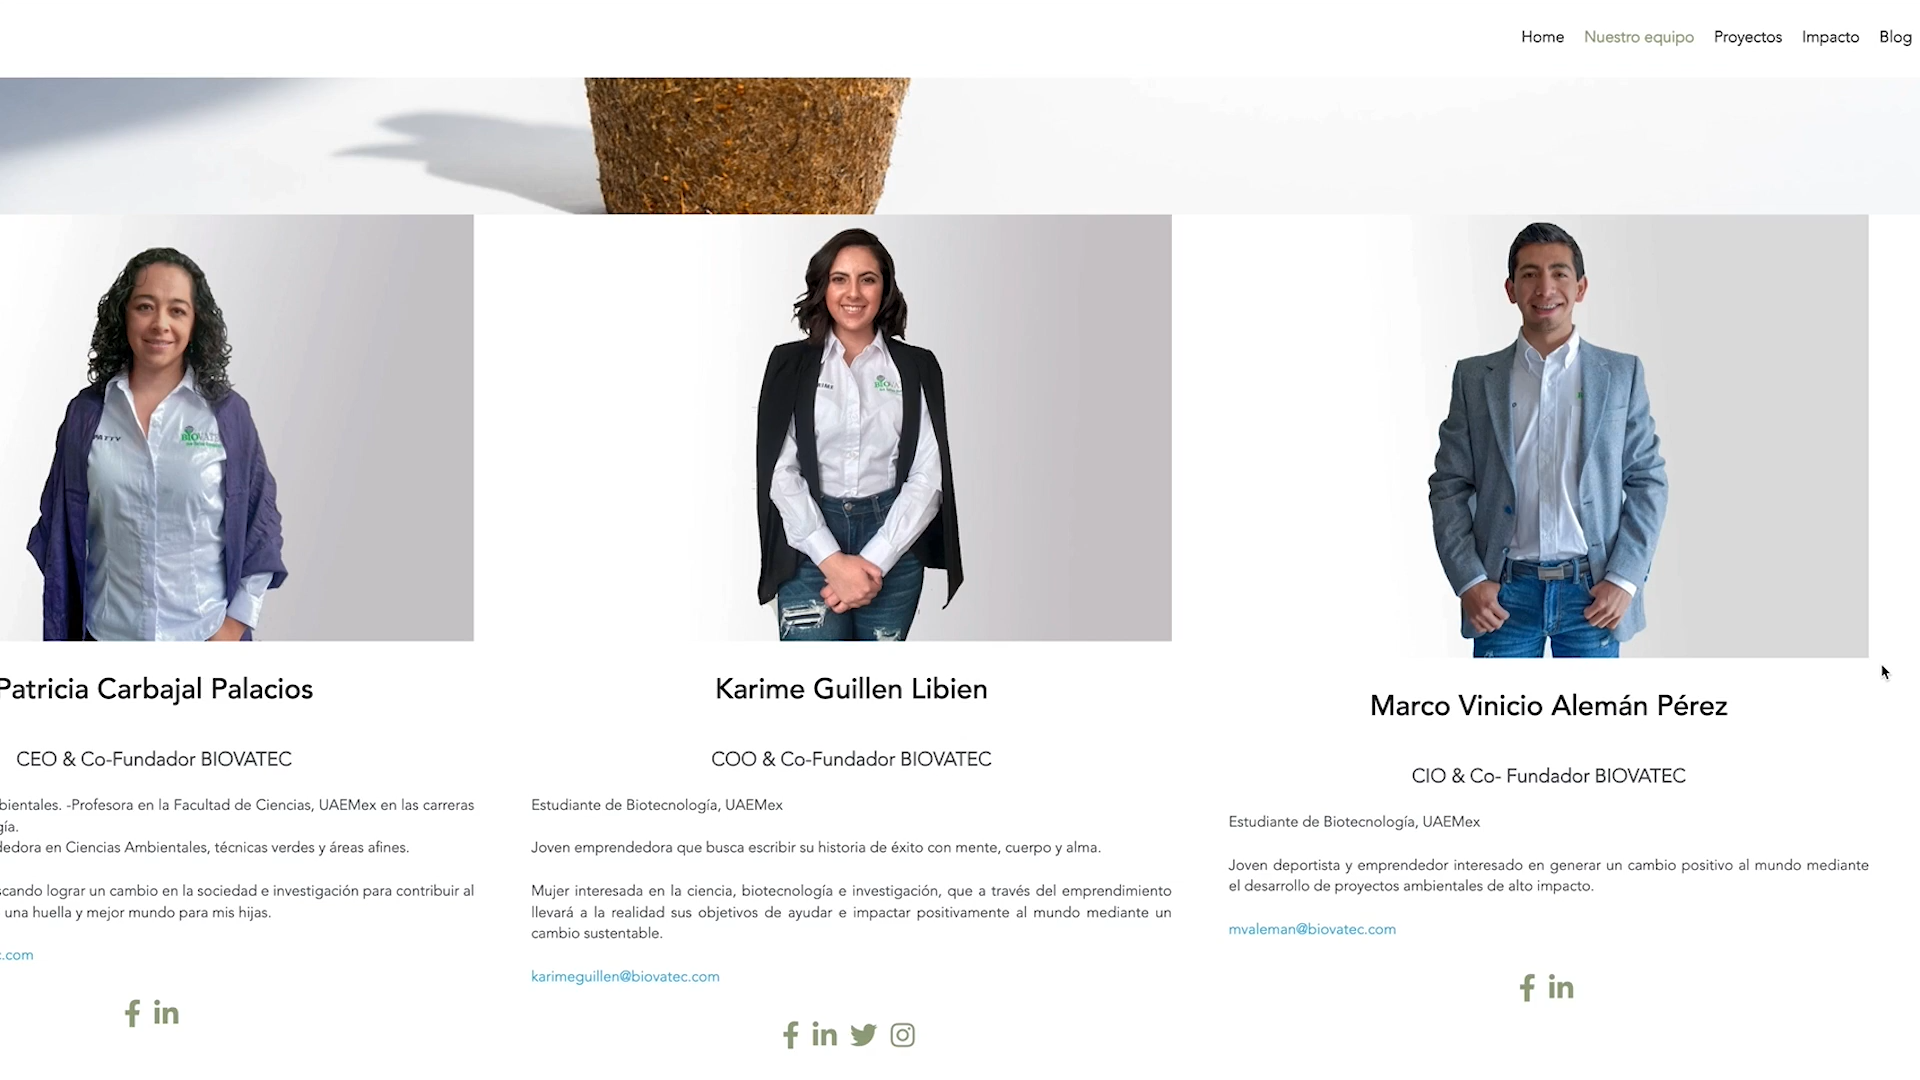 Home Nuestro equipo Proyectos Impacto Blog
PATTY
BIOVATEC
Patricia Carbajal Palacios
CEO & Co-Fundador BIOVATEC
bientales. -Profesora en la Facultad de Ciencias, UAEMex en las carreras
gía.
dedora en Ciencias Ambientales, técnicas verdes y áreas afines.
scando lograr un cambio en la sociedad e investigación para contribuir al
una huella y mejor mundo para mis hijas.
c.com
Karime Guillen Libien
COO & Co-Fundador BIOVATEC
Estudiante de Biotecnología, UAEMex
Joven emprendedora que busca escribir su historia de éxito con mente, cuerpo y alma.
Mujer interesada en la ciencia, biotecnología e investigación, que a través del emprendimiento
llevará a la realidad sus objetivos de ayudar e impactar positivamente al mundo mediante un
cambio sustentable.
karimeguillen@biovatec.com
Marco Vinicio Alemán Pérez
CIO & Co- Fundador BIOVATEC
Estudiante de Biotecnología, UAEMex
Joven deportista y emprendedor interesado en generar un cambio positivo al mundo mediante
el desarrollo de proyectos ambientales de alto impacto.
mvaleman@biovatec.com